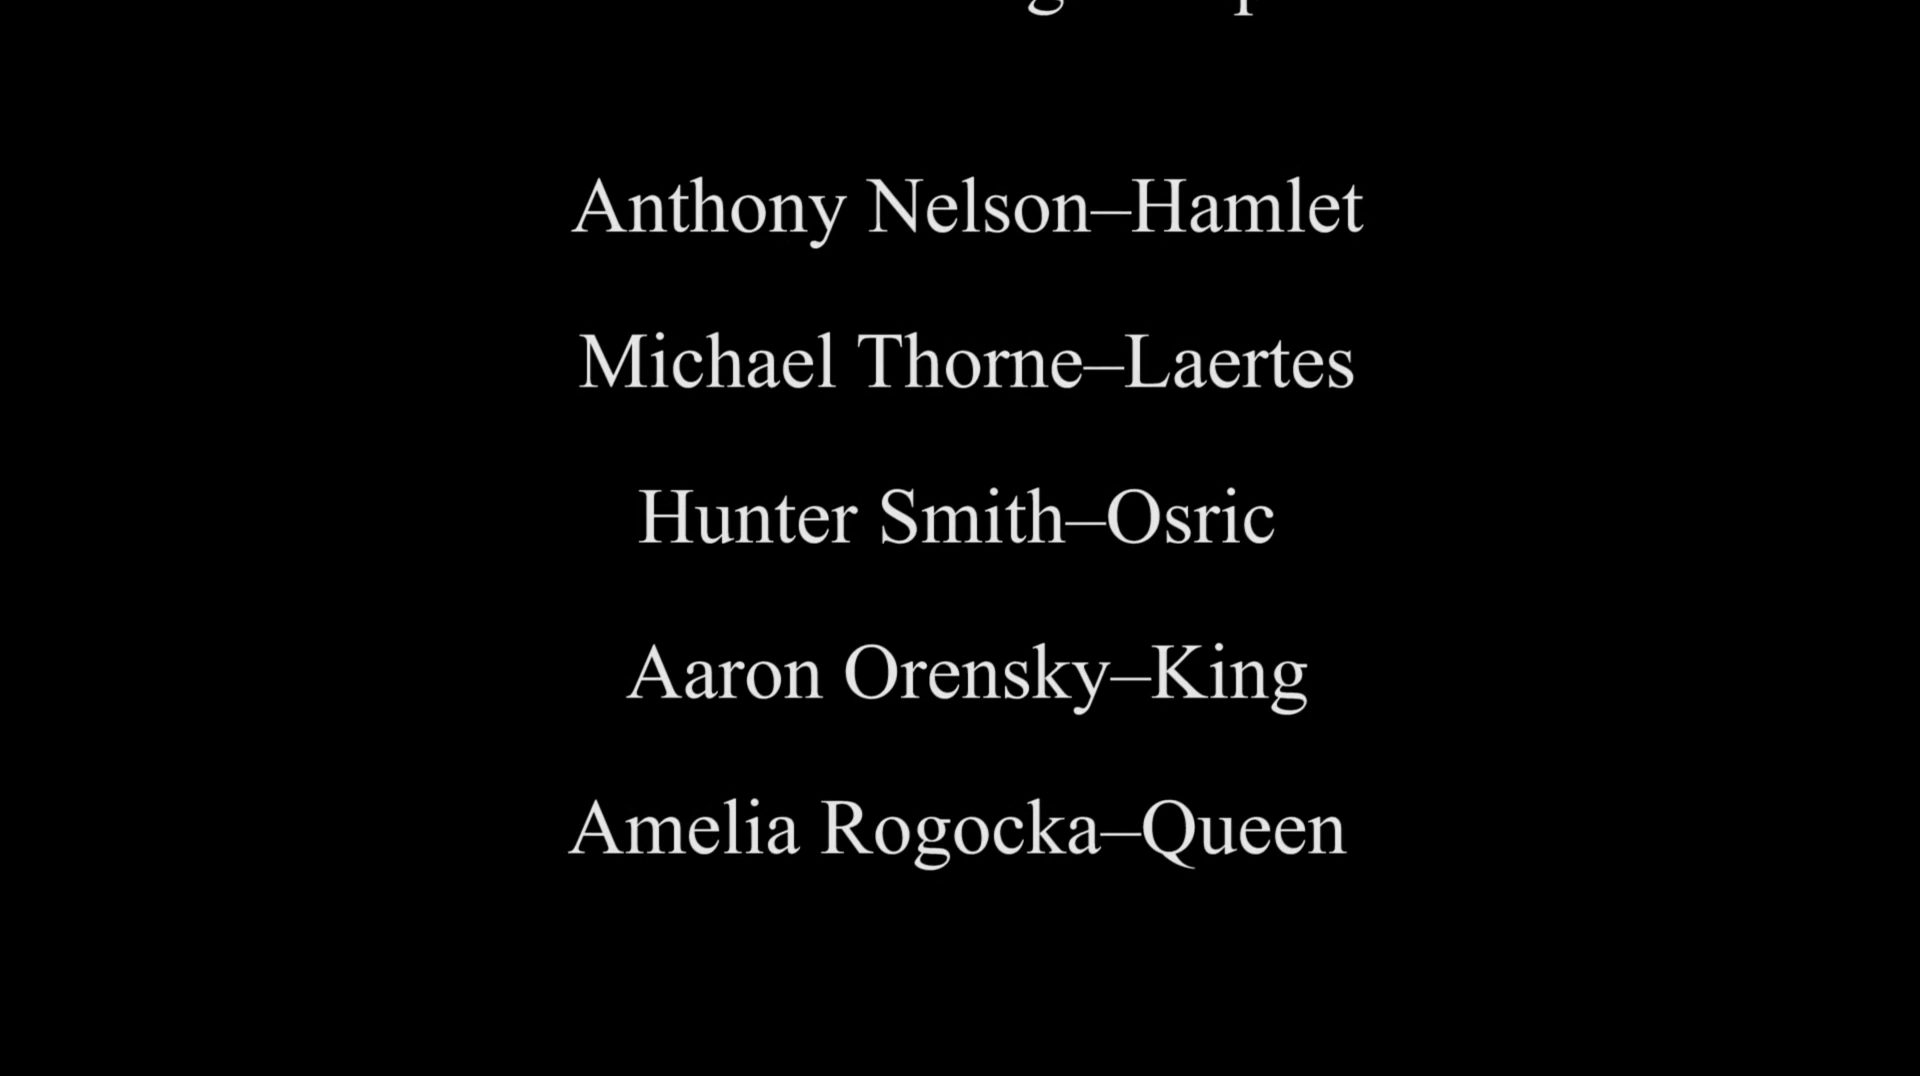 Anthony Nelson–Hamlet
Michael Thorne–Laertes
Hunter Smith–Osric
Aaron Orensky–King
Amelia Rogocka–Queen